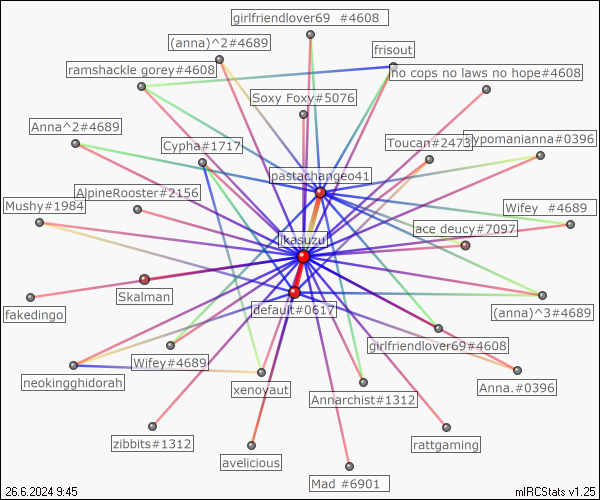 girlfriendlover69 #4608
(anna)^2#4689
frisout
ramshackle gorey#4608
no cops no laws no hope#4608
Soxy Foxy#5076
Anna^2#4689
Cypha#1717
Toucan#2473
hypomanianna#0396
pastachangeo41
AlpineRooster#2156
Mushy#1984
Wifey #4689
ace deucy#7097
ikasuzu
Skalman
fakedingo
default#0617
(anna)^3#4689
girlfriendlover69#4608
Wifey#4689
neokingghidorah
xenovaut
Annarchist#1312
Anna.#0396
zibbits#1312
avelicious
rattgaming
Mad #6901
26.6.2024 9:45
mIRCStats v1.25